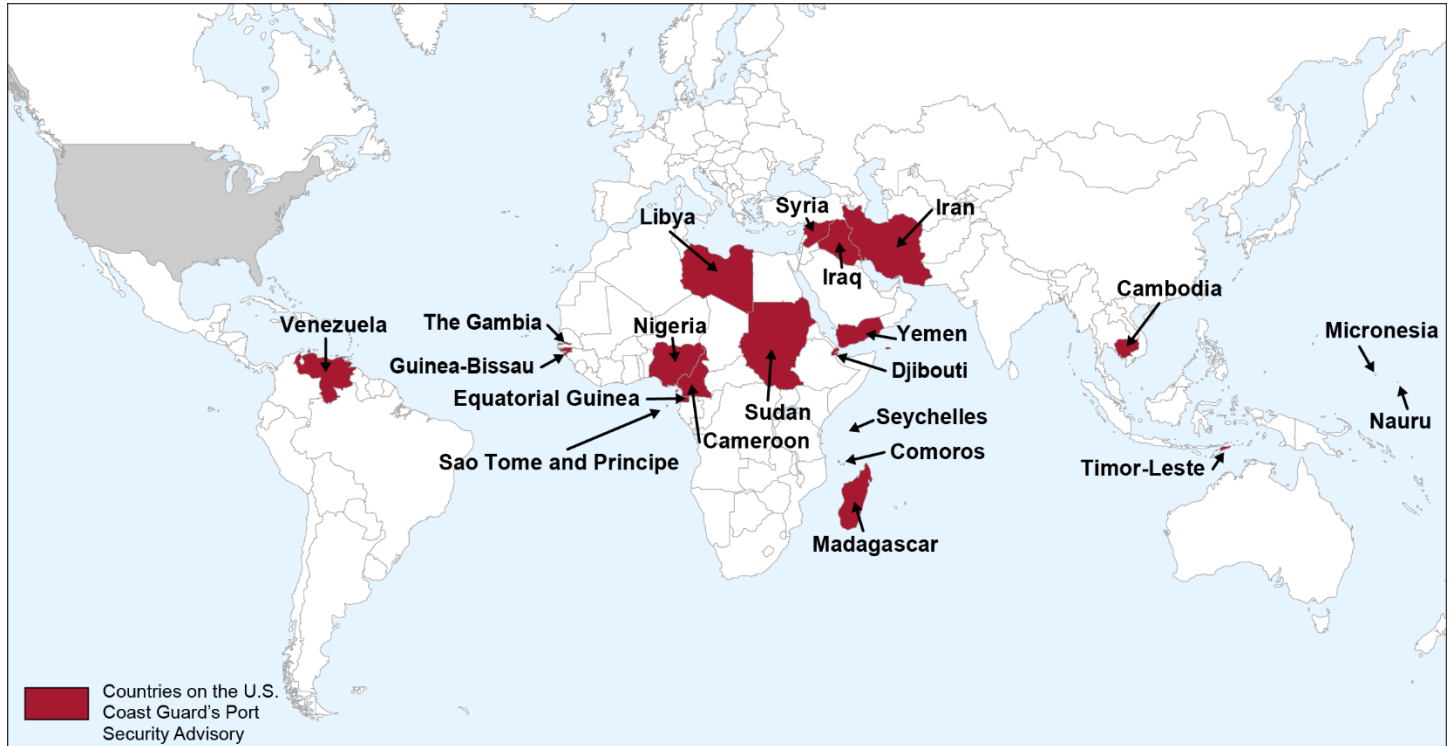 Syria
Iran
Libya
Iraq
Cambodia
Venezuela
The Gambia
Nigeria
Yemen
Micronesia
Guinea-Bissau
Djibouti
Equatorial Guinea
Sudan
Seychelles
Nauru
Cameroon
Comoros
Sao Tome and Principe
Timor-Leste
Madagascar
Countries on the U.S.
Coast Guard's Port
Security Advisory